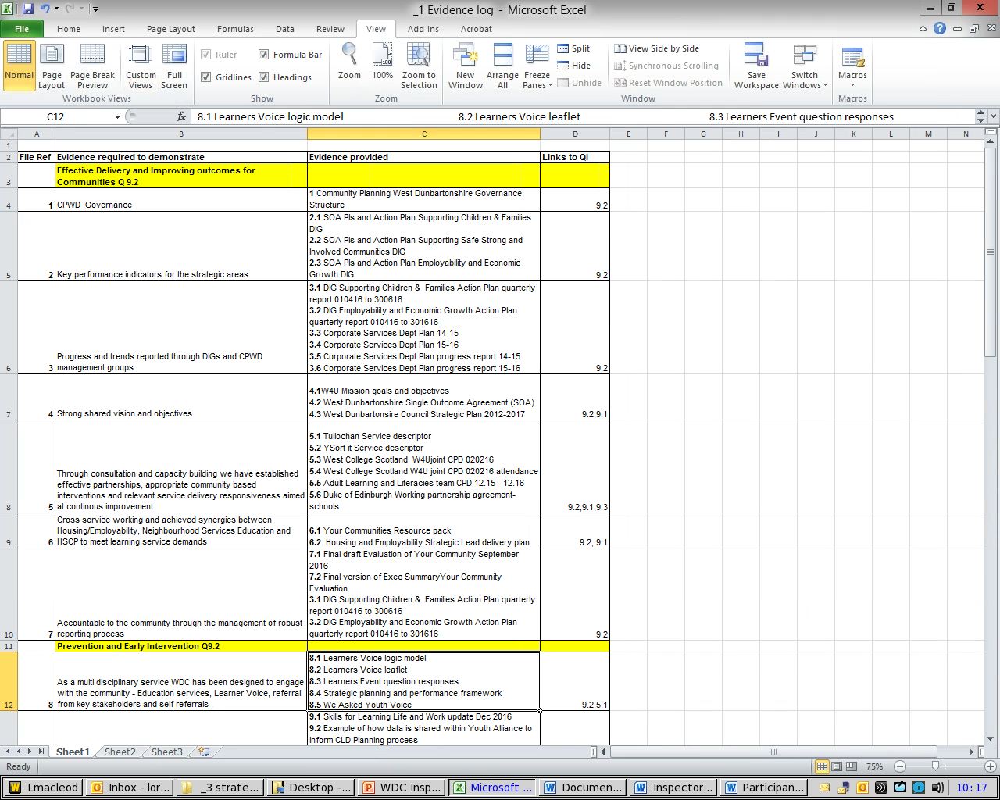 _1 Evidence log - Microsoft Excel
File Home Insert Page Layout Formulas Data Review View Add-Ins Acrobat
Normal Page Layout Page Break Preview Custom Views Full Screen
Workbook Views
Ruler Formula Bar
Gridlines Headings
Show
Zoom 100% Zoom to Selection
Zoom
New Window Arrange All Freeze Panes
Split
Hide
Unhide
View Side by Side
Synchronous Scrolling
Reset Window Position
Window
Save Workspace Switch Windows
Macros
Macros
C12 fx 8.1 Learners Voice logic model 8.2 Learners Voice leaflet 8.3 Learners Event question responses
A B C D E F G H I J K L M N
1
2 File Ref Evidence required to demonstrate Evidence provided Links to QI
Effective Delivery and Improving outcomes for
3 Communities Q 9.2
1 Community Planning West Dunbartonshire Governance
Structure
4 1 CPWD Governance 9.2
2.1 SOA PIs and Action Plan Supporting Children & Families
DIG
2.2 SOA PIs and Action Plan Supporting Safe Strong and
Involved Communities DIG
2.3 SOA PIs and Action Plan Employability and Economic
Growth DIG
5 2 Key performance indicators for the strategic areas 9.2
3.1 DIG Supporting Children & Families Action Plan quarterly
report 010416 to 300616
3.2 DIG Employability and Economic Growth Action Plan
quarterly report 010416 to 301616
3.3 Corporate Services Dept Plan 14-15
3.4 Corporate Services Dept Plan 15-16
3.5 Corporate Services Dept Plan progress report 14-15
3.6 Corporate Services Dept Plan progress report 15-16
Progress and trends reported through DIGs and CPWD
6 3 management groups 9.2
4.1W4U Mission goals and objectives
4.2 West Dunbartonshire Single Outcome Agreement (SOA)
4.3 West Dunbartonsire Council Strategic Plan 2012-2017
7 4 Strong shared vision and objectives 9.2,9.1
5.1 Tullochan Service descriptor
5.2 YSort it Service descriptor
5.3 West College Scotland W4Ujoint CPD 020216
5.4 West College Scotland W4U joint CPD 020216 attendance
5.5 Adult Learning and Literacies team CPD 12.15 - 12.16
5.6 Duke of Edinburgh Working partnership agreement-
schools
Through consultation and capacity building we have established
effective partnerships, appropriate community based
interventions and relevant service delivery responsiveness aimed
8 5 at continous improvement 9.2,9.1,9.3
Cross service working and achieved synergies between
Housing/Employability, Neighbourhood Services Education and
9 6 HSCP to meet learning service demands 9.2, 9.1
6.1 Your Communities Resource pack
6.2 Housing and Employability Strategic Lead delivery plan
7.1 Final draft Evaluation of Your Community September
2016
7.2 Final version of Exec SummaryYour Community
Evaluation
3.1 DIG Supporting Children & Families Action Plan quarterly
report 010416 to 300616
3.2 DIG Employability and Economic Growth Action Plan
quarterly report 010416 to 301616
Accountable to the community through the management of robust
10 7 reporting process 9.2
11 Prevention and Early Intervention Q9.2
8.1 Learners Voice logic model
8.2 Learners Voice leaflet
8.3 Learners Event question responses
8.4 Strategic planning and performance framework
8.5 We Asked Youth Voice
As a multi disciplinary service WDC has been designed to engage
with the community - Education services, Learner Voice, referral
12 8 from key stakeholders and self referrals . 9.2,5.1
9.1 Skills for Learning Life and Work update Dec 2016
9.2 Example of how data is shared within Youth Alliance to
inform CLD Planning process
Sheet1 Sheet2 Sheet3
Ready 75%
Lmacleod Inbox - lor... _3 strate... Desktop -... WDC Insp... Microsoft ... Documen... Inspector... Participan... 10:17